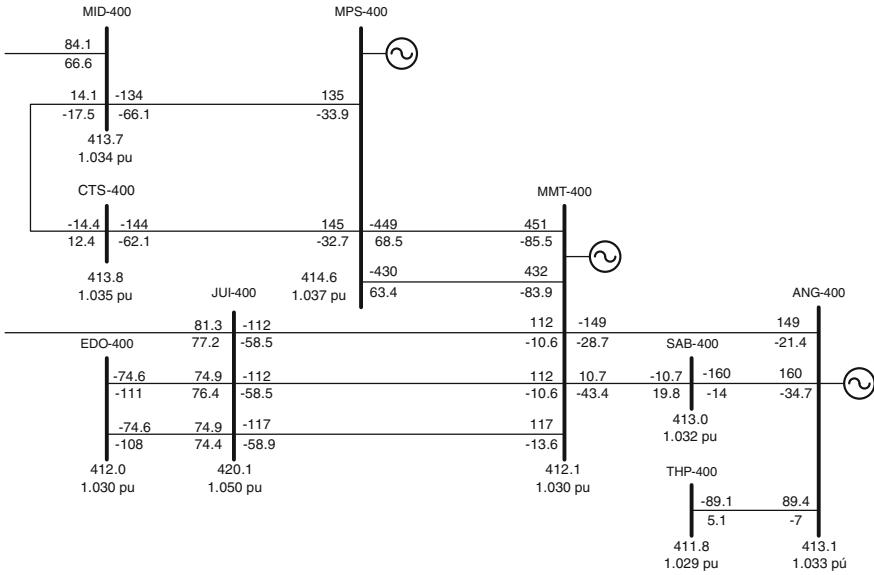 MID-400
MPS-400
84.1
66.6
14.1 -134 135
-17.5 -66.1 -33.9
413.7
1.034 pu
CTS-400
MMT-400
-14.4 -144 145 -449 451
12.4 -62.1 -32.7 68.5 -85.5
413.8
1.035 pu
414.6
1.037 pu
-430 432
63.4 -83.9
JUI-400
ANG-400
81.3 -112 112 -149 149
77.2 -58.5 -10.6 -28.7 -21.4
EDO-400
SAB-400
-74.6 74.9 -112 112 10.7 -10.7 -160 160
-111 76.4 -58.5 -10.6 -43.4 19.8 -14 -34.7
413.0
1.032 pu
-74.6 74.9 -117 117
-108 74.4 -58.9 -13.6
412.0
1.030 pu
420.1
1.050 pu
412.1
1.030 pu
THP-400
-89.1 89.4
5.1 -7
411.8
1.029 pu
413.1
1.033 pú